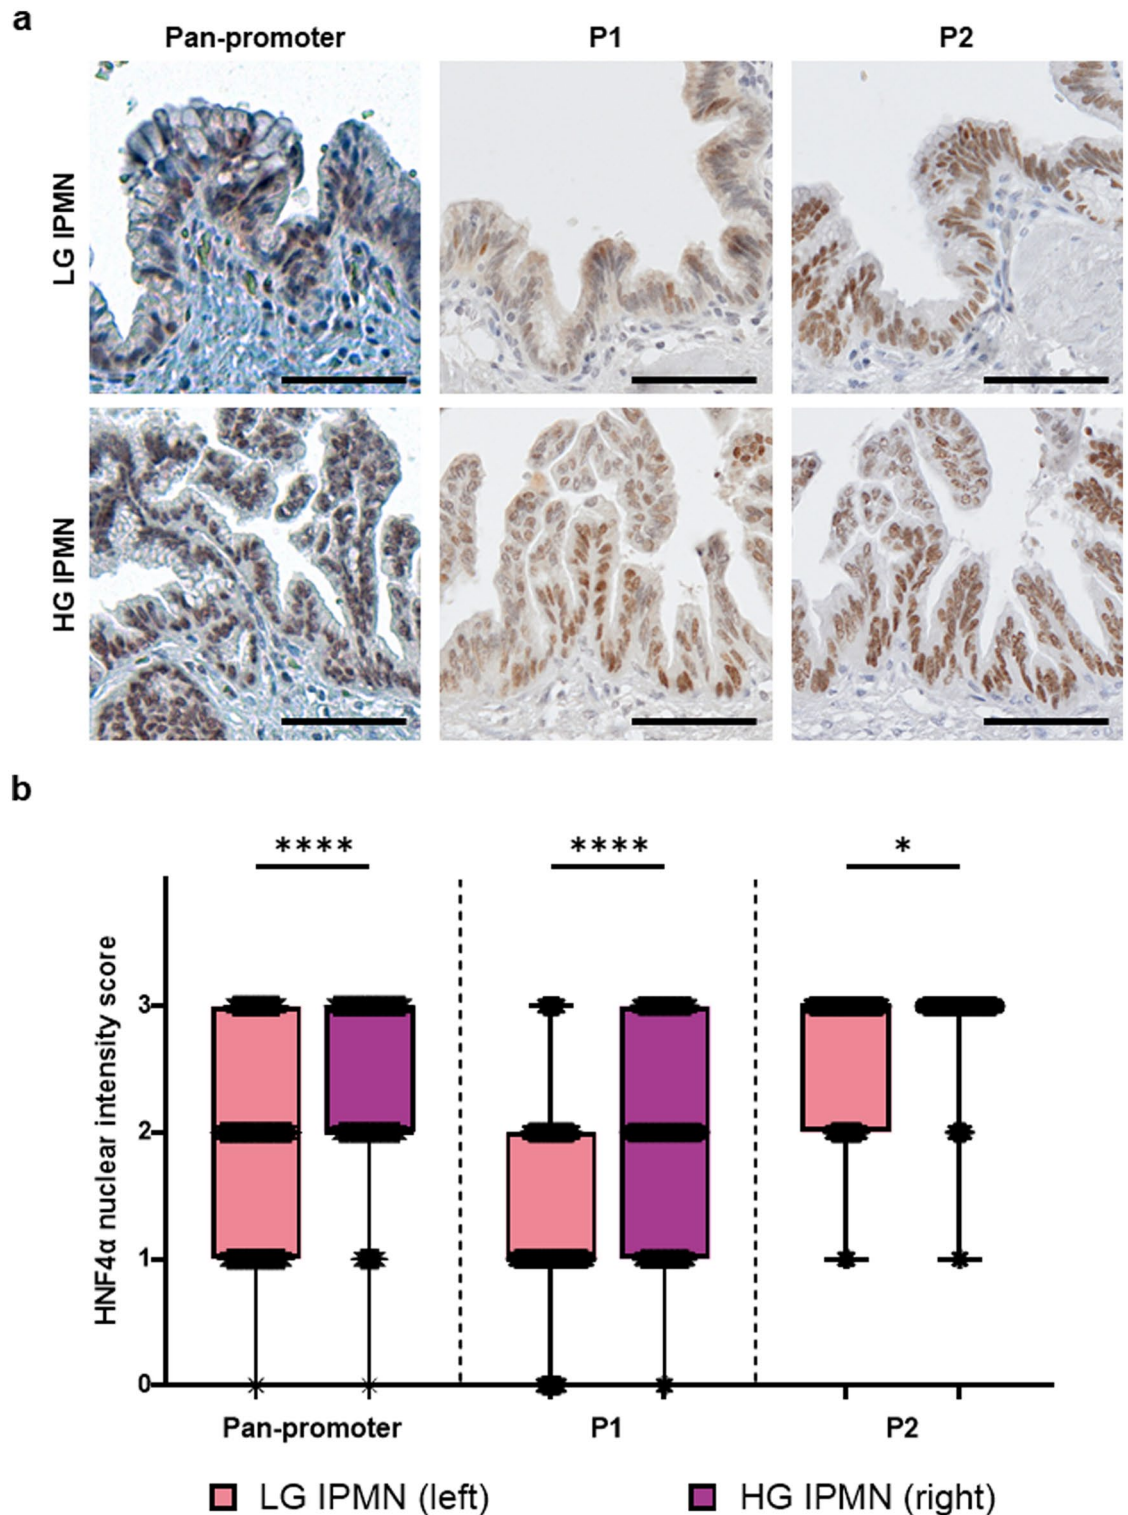 a
Pan-promoter P1 P2
LG IPMN
HG IPMN
b
**** **** *
HNF4α nuclear intensity score
3
2
1
0
Pan-promoter P1 P2
LG IPMN (left) HG IPMN (right)